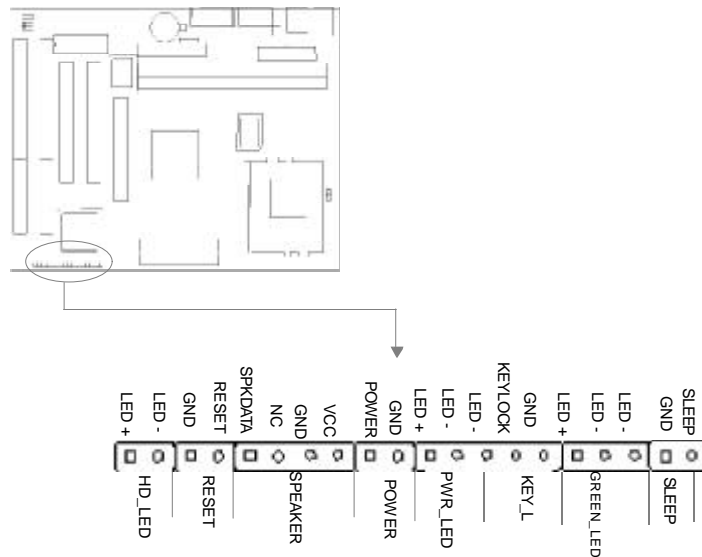 LED +
LED -
GND
RESET
SPKDATA
NC
GND
VCC
POWER
GND
LED +
LED -
LED -
KEYLOCK
GND
LED +
LED -
LED -
GND
SLEEP
HD_LED
RESET
SPEAKER
POWER
PWR_LED
KEY_L
GREEN_LED
SLEEP